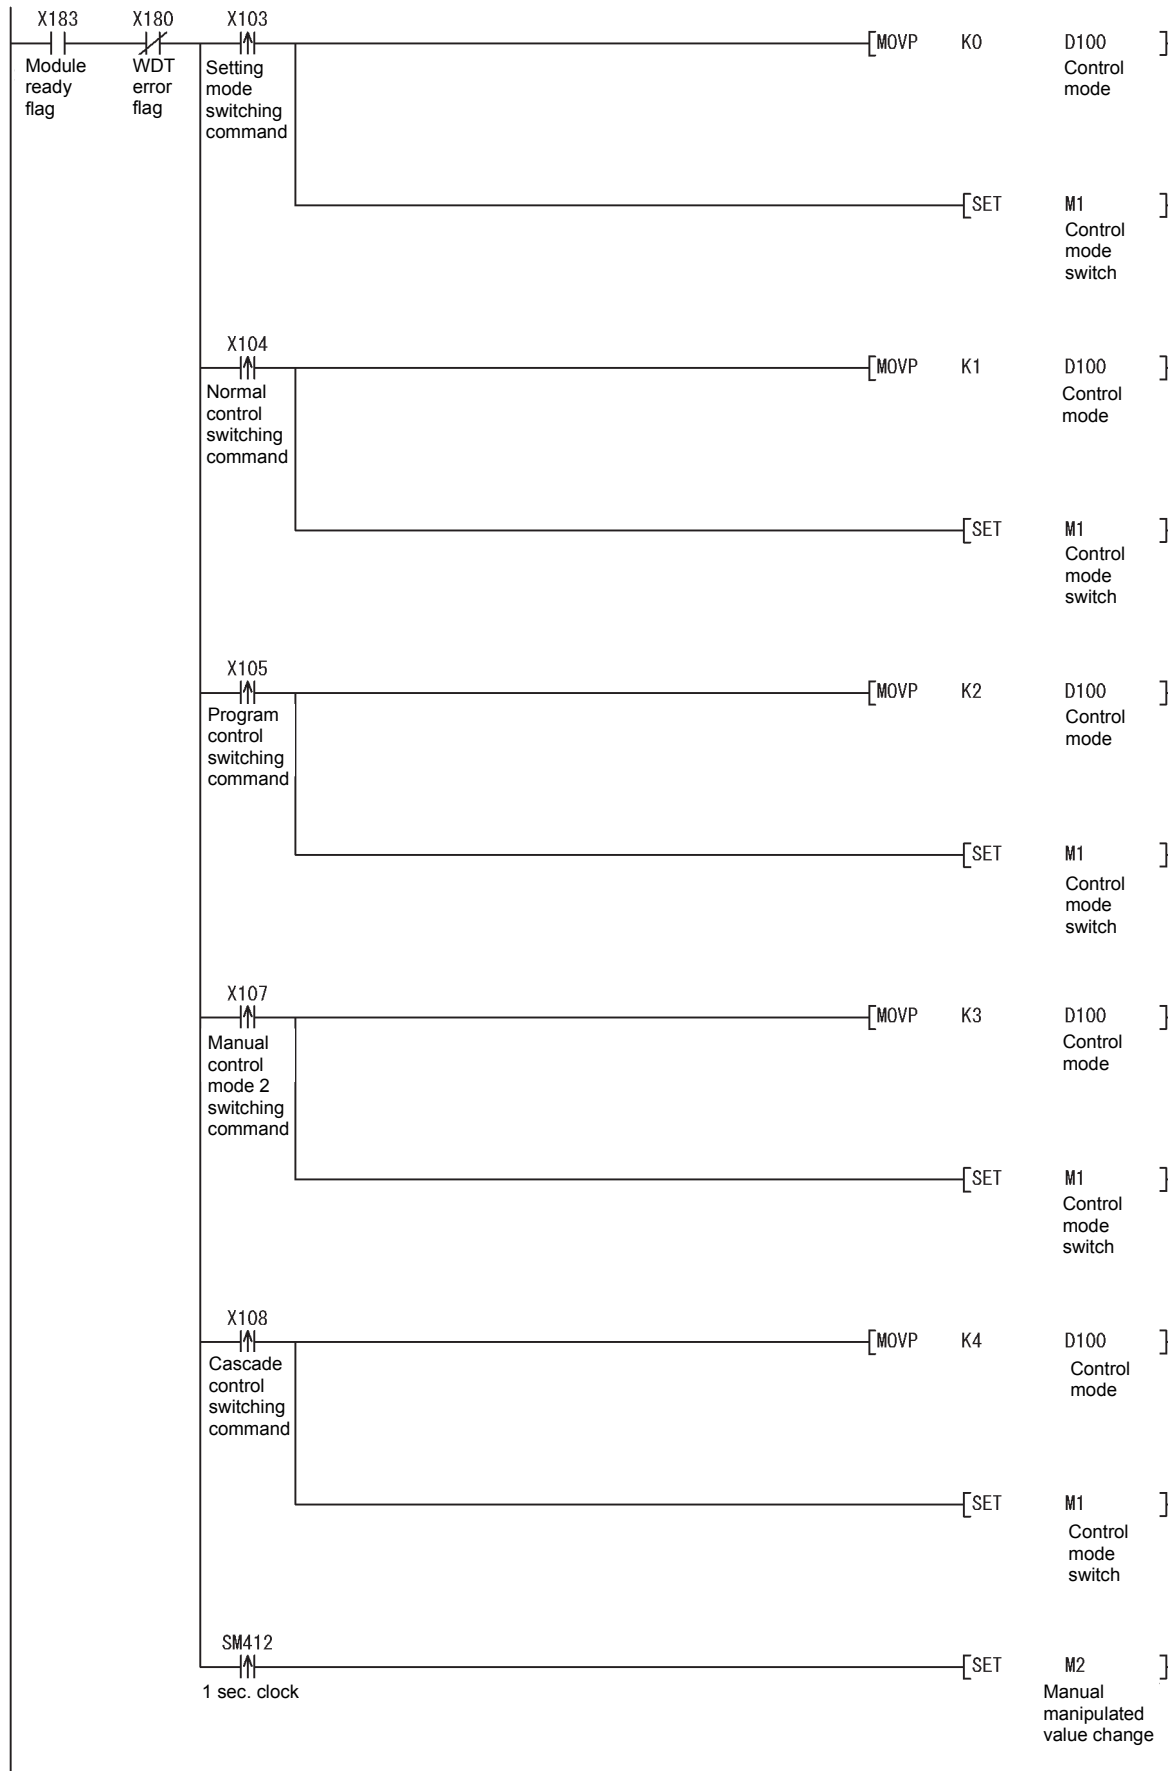 X183 X180 X103
[MOVP K0 D100 ]
Module ready flag
WDT error flag
Setting mode switching command
Control mode
[SET M1 ]
Control mode switch
X104
[MOVP K1 D100 ]
Normal control switching command
Control mode
[SET M1 ]
Control mode switch
X105
[MOVP K2 D100 ]
Program control switching command
Control mode
[SET M1 ]
Control mode switch
X107
[MOVP K3 D100 ]
Manual control mode 2 switching command
Control mode
[SET M1 ]
Control mode switch
X108
[MOVP K4 D100 ]
Cascade control switching command
Control mode
[SET M1 ]
Control mode switch
SM412
[SET M2 ]
1 sec. clock
Manual manipulated value change